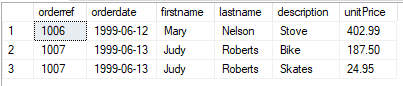 orderref orderdate firstname lastname description unitPrice
1 1006 1999-06-12 Mary Nelson Stove 402.99
2 1007 1999-06-13 Judy Roberts Bike 187.50
3 1007 1999-06-13 Judy Roberts Skates 24.95